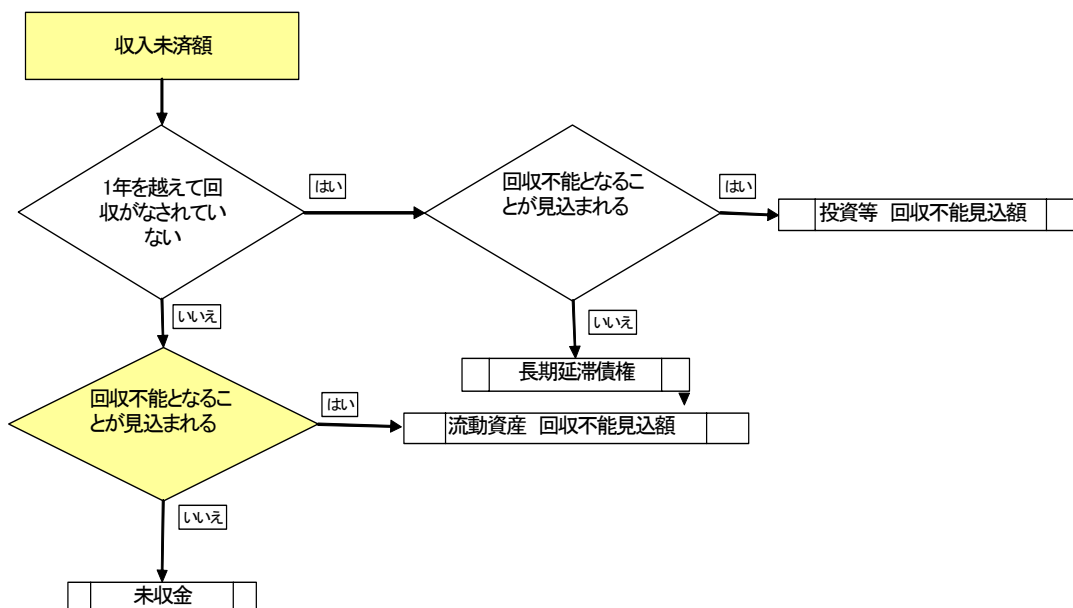 収入未済額
1年を越えて回
収がなされてい
ない
はい
回収不能となるこ
とが見込まれる
はい
投資等 回収不能見込額
いいえ
いいえ
長期延滞債権
回収不能となるこ
とが見込まれる
はい
流動資産 回収不能見込額
いいえ
未収金